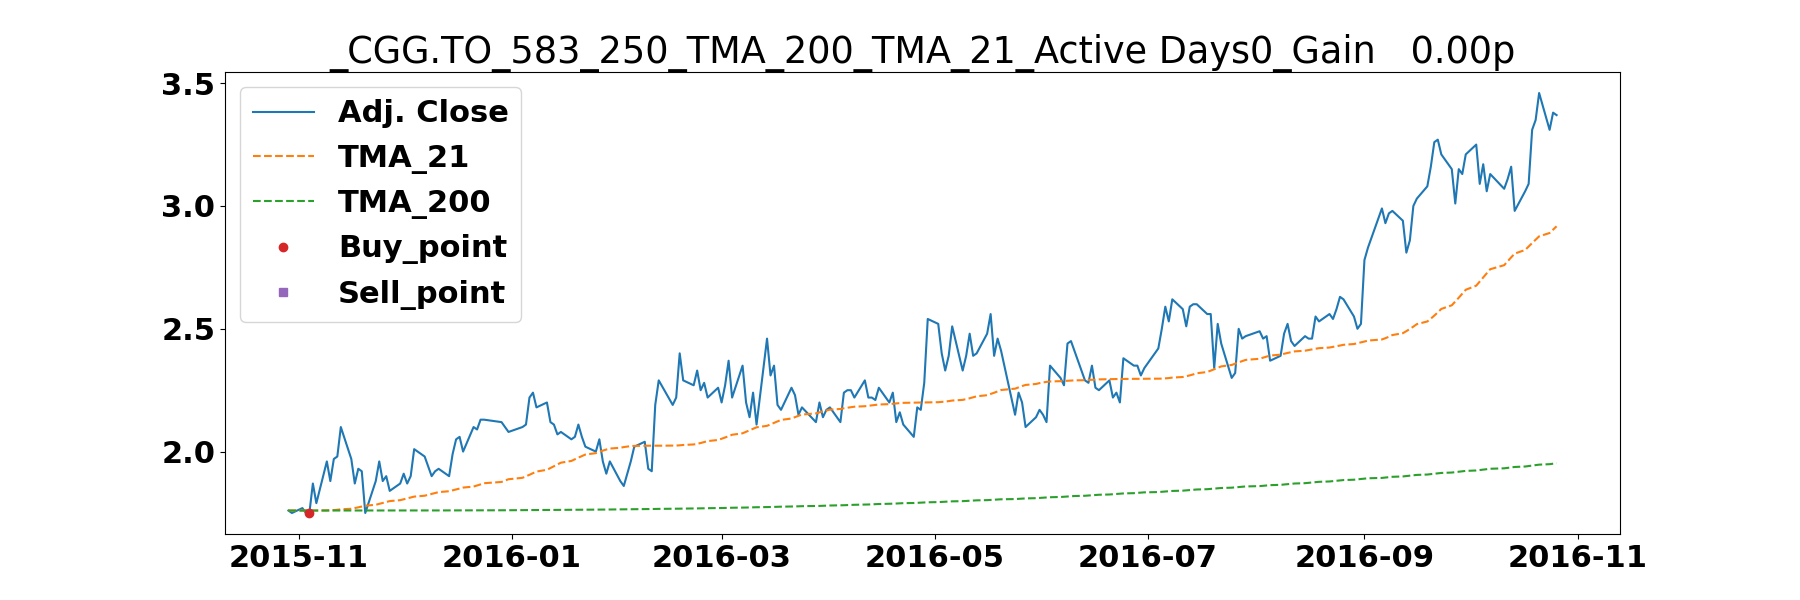 _CGG.TO_583_250_TMA_200_TMA_21_Active Days0_Gain   0.00p
3.5
3.0
2.5
2.0
Adj. Close
TMA_21
TMA_200
Buy_point
Sell_point
2015-11 2016-01 2016-03 2016-05 2016-07 2016-09 2016-11